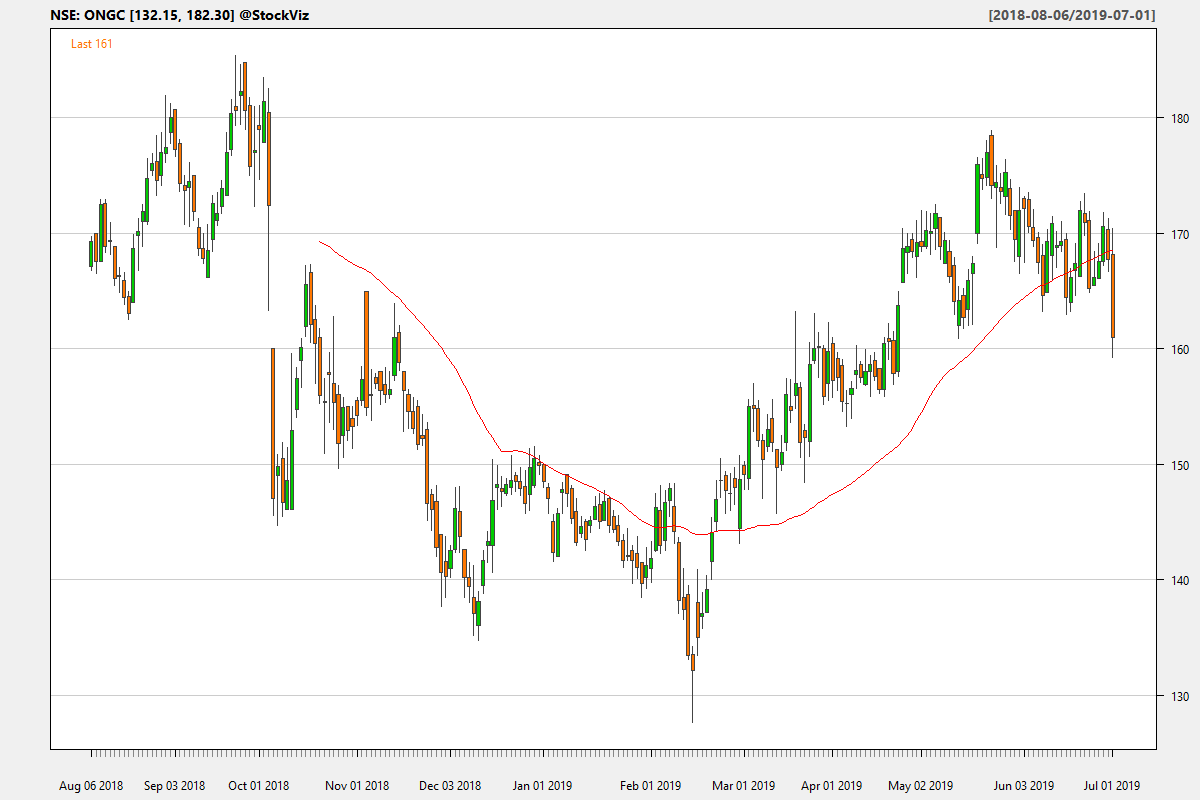 NSE: ONGC [132.15, 182.30] @StockViz [2018-08-06/2019-07-01]
Last 161
180
170
160
150
140
130
Aug 06 2018 Sep 03 2018 Oct 01 2018 Nov 01 2018 Dec 03 2018 Jan 01 2019 Feb 01 2019 Mar 01 2019 Apr 01 2019 May 02 2019 Jun 03 2019 Jul 01 2019